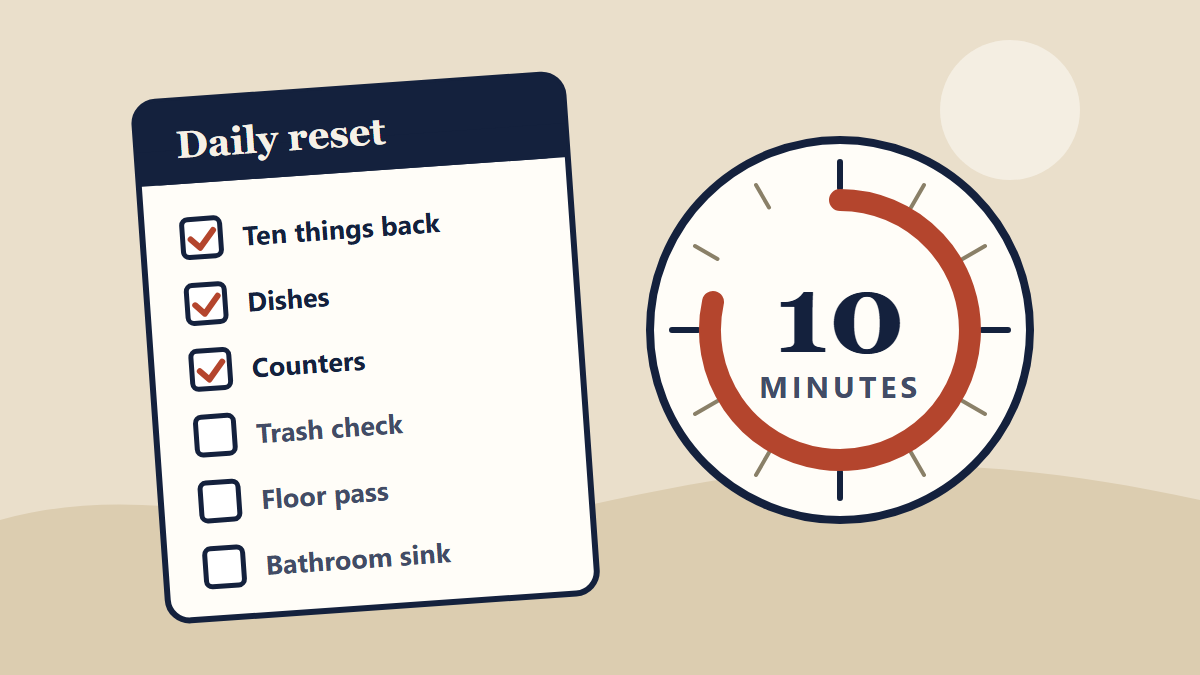 Daily reset
Ten things back
Dishes
Counters
Trash check
Floor pass
Bathroom sink
10
MINUTES